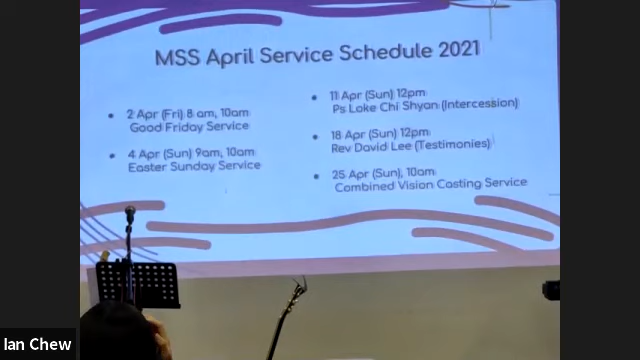 MSS April Service Schedule 2021
• 2 Apr (Fri) 8 am, 10am
Good Friday Service
• 4 Apr (Sun) 9am, 10am
Easter Sunday Service
• 11 Apr (Sun) 12pm
Ps Loke Chi Shyan (Intercession)
• 18 Apr (Sun) 12pm
Rev David Lee (Testimonies)
• 25 Apr (Sun), 10am
Combined Vision Casting Service
Ian Chew